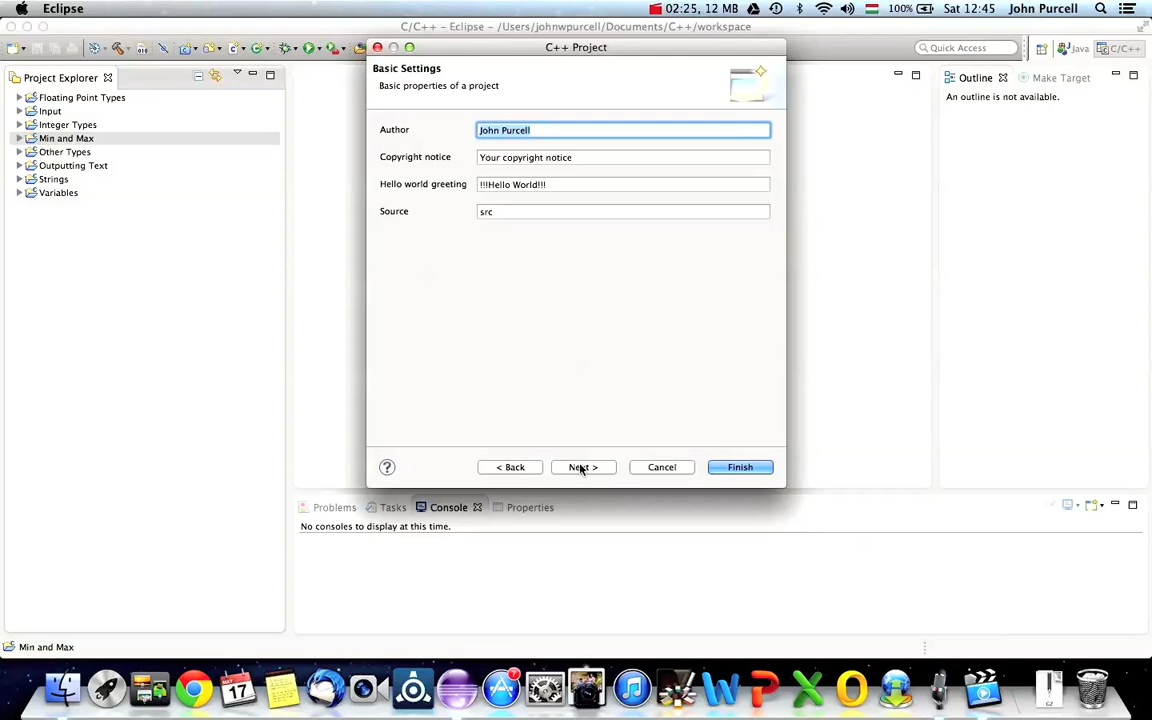 Eclipse 02:25, 12 MB 100% Sat 12:45 John Purcell
C/C++ - Eclipse - /Users/johnwpurcell/Documents/C++/workspace
Quick Access Java C/C++
C++ Project
Basic Settings
Basic properties of a project
Author John Purcell
Copyright notice Your copyright notice
Hello world greeting !!!Hello World!!!
Source src
< Back Next > Cancel Finish
Project Explorer
Floating Point Types
Input
Integer Types
Min and Max
Other Types
Outputting Text
Strings
Variables
Outline Make Target
An outline is not available.
Problems Tasks Console Properties
No consoles to display at this time.
Min and Max
MAY
17
7